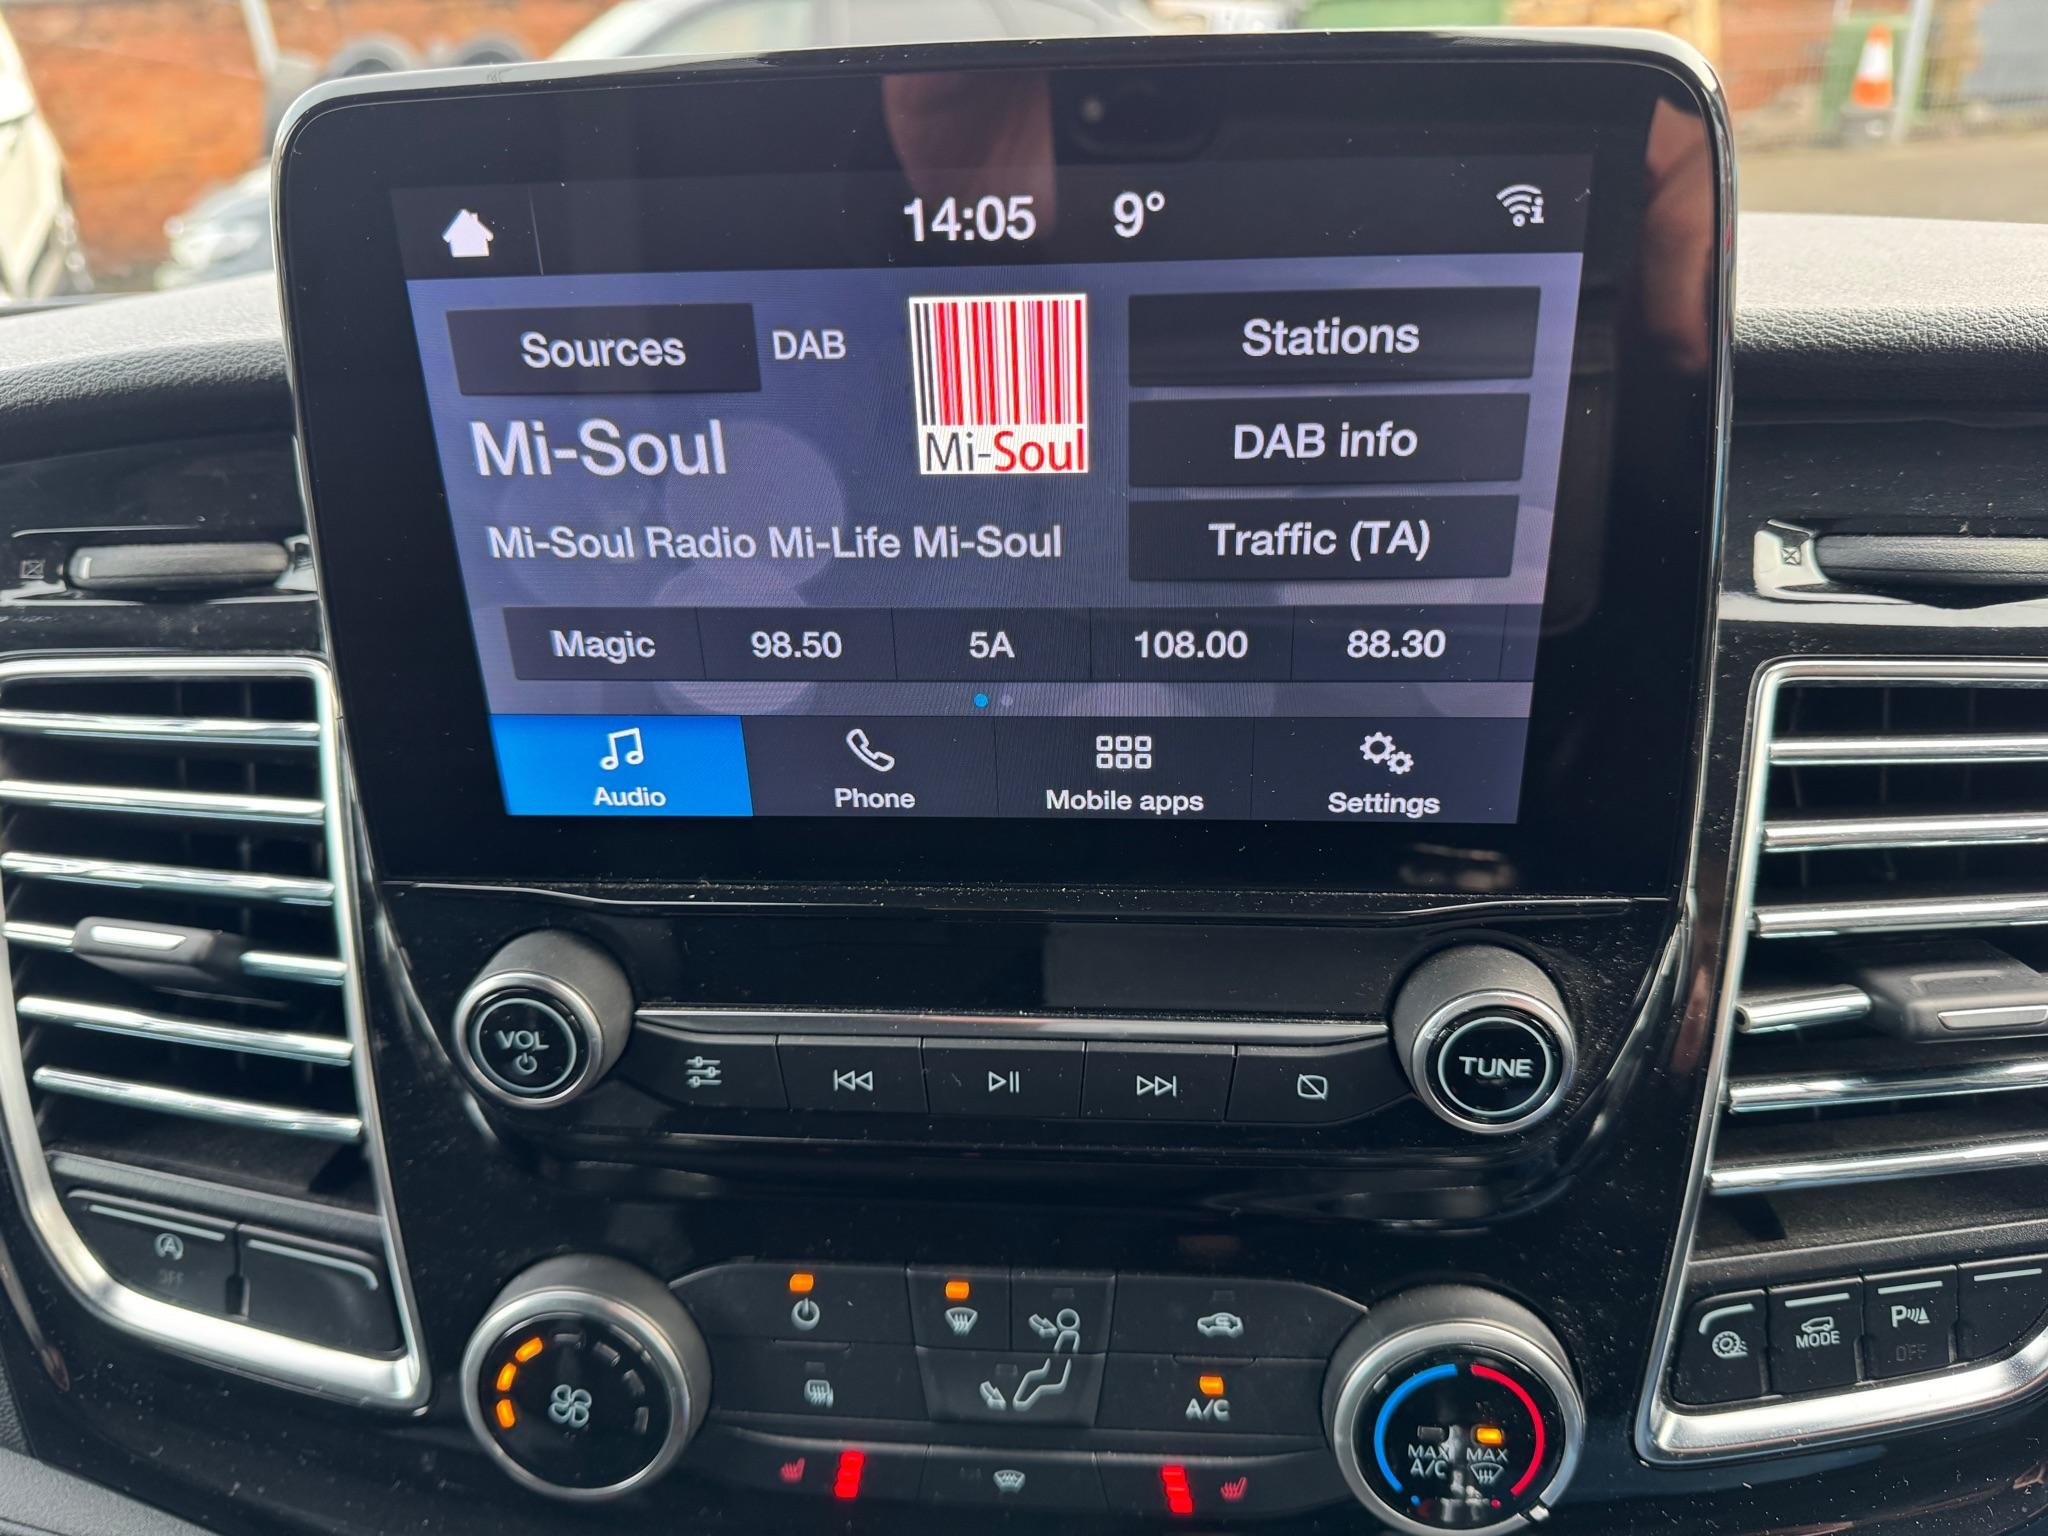 14:05 9°
Sources DAB
Mi-Soul
Stations
Mi-Soul
DAB info
Mi-Soul Radio Mi-Life Mi-Soul
Traffic (TA)
Magic 98.50 5A 108.00 88.30
Audio Phone Mobile apps Settings
VOL
TUNE
A
OFF
MODE
P
OFF
A/C
MAX A/C
MAX